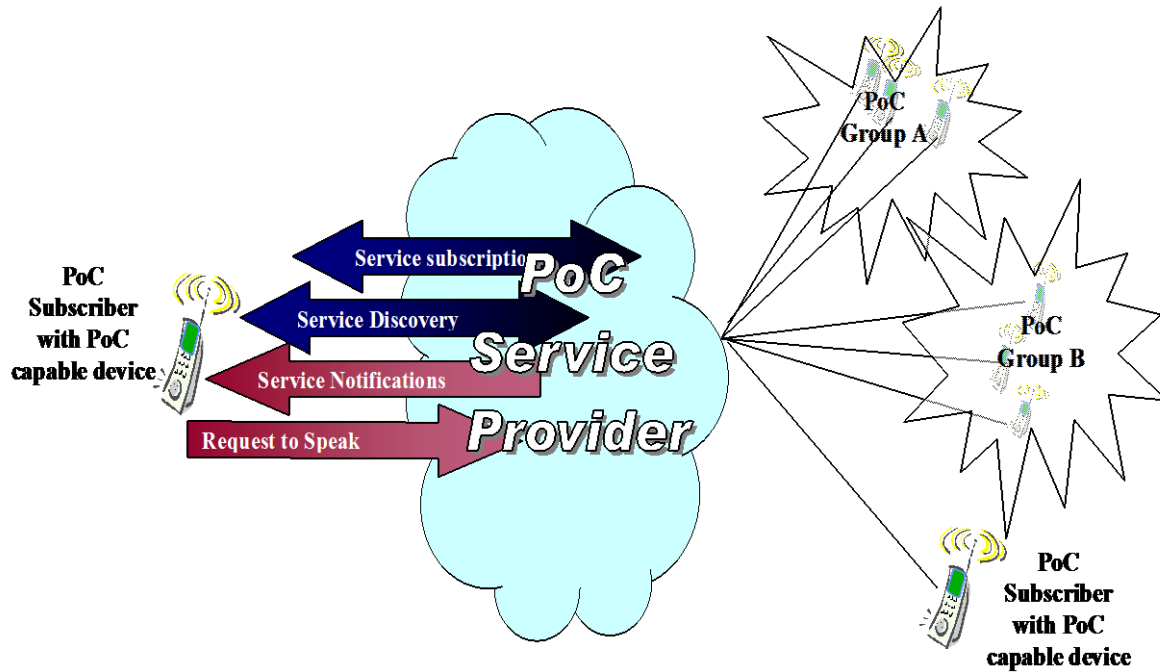 PoC
Subscriber
with PoC
capable device
Service subscription
Service Discovery
Service Notifications
Request to Speak
PoC
Service
Provider
PoC
Group A
PoC
Group B
PoC
Subscriber
with PoC
capable device